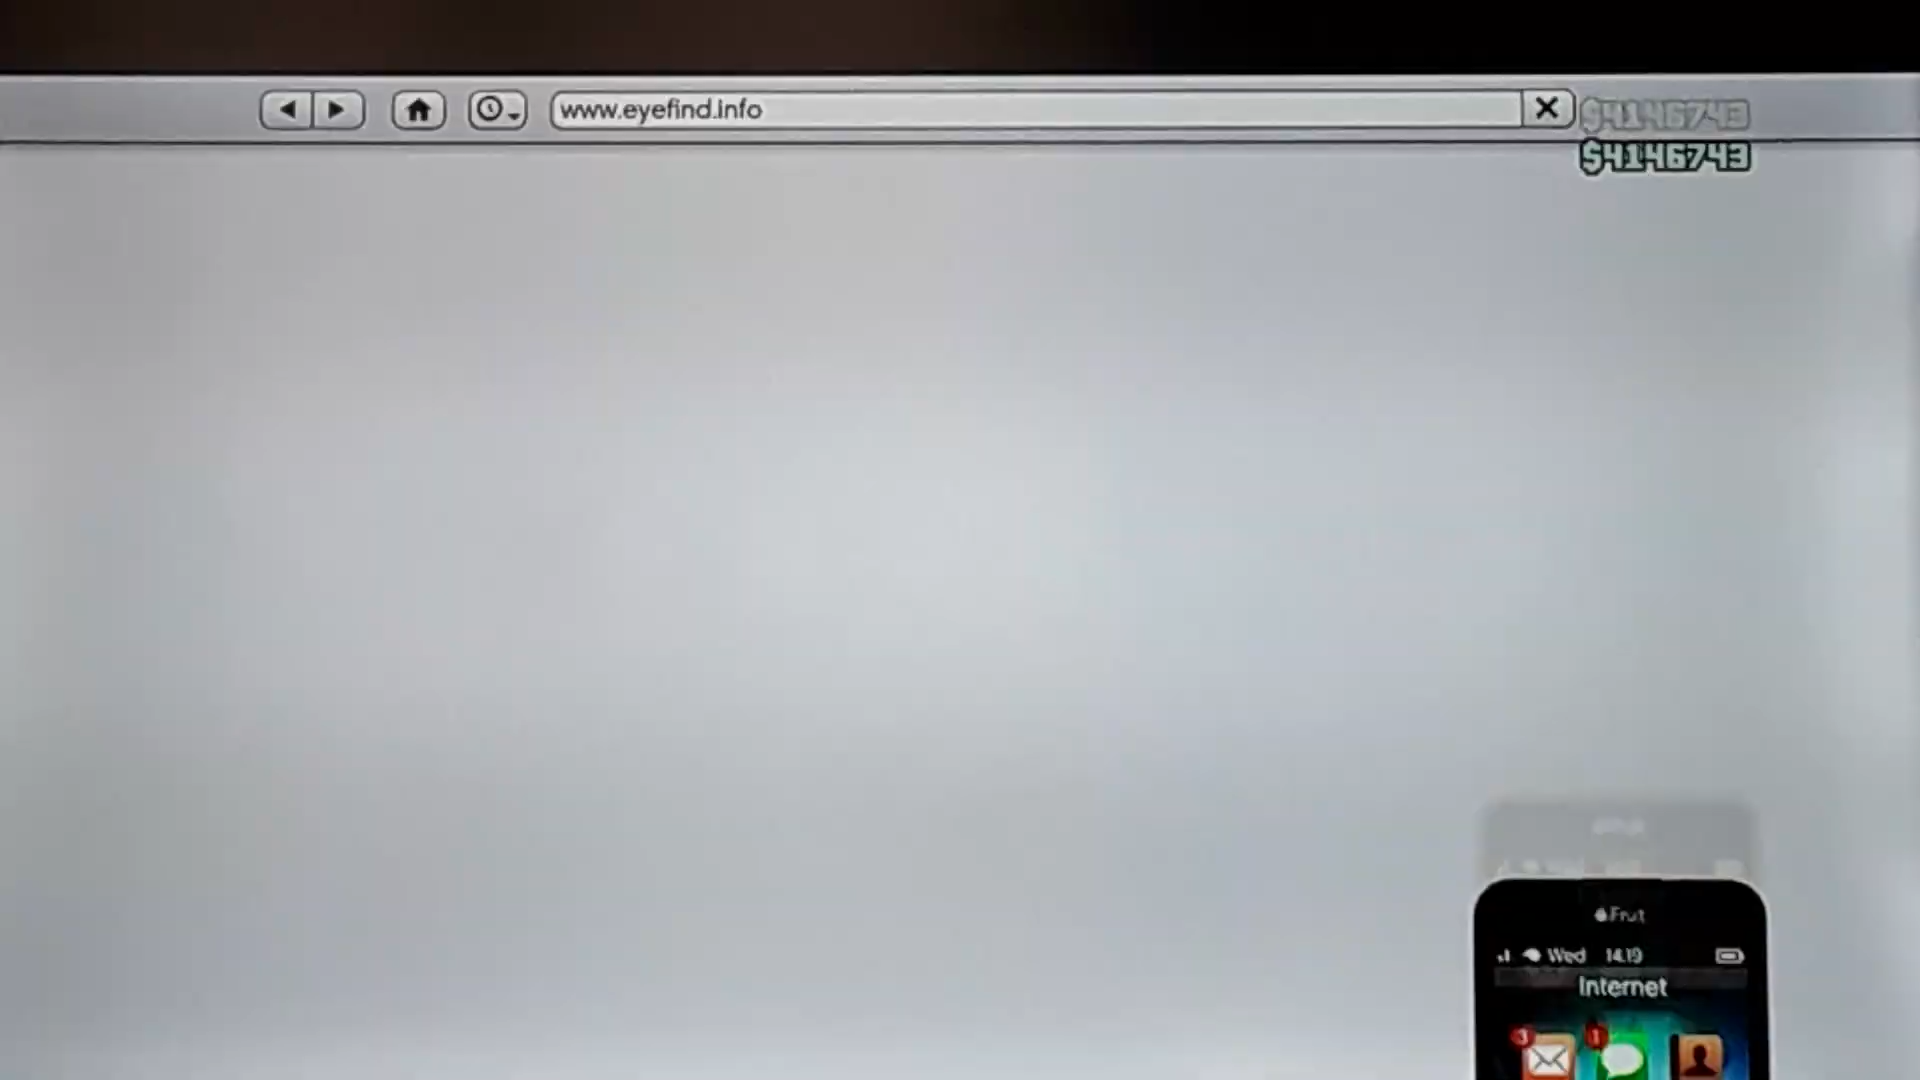 www.eyefind.info
$4146743
$4146743
Fruit
Wed 14:19
Internet
3 1